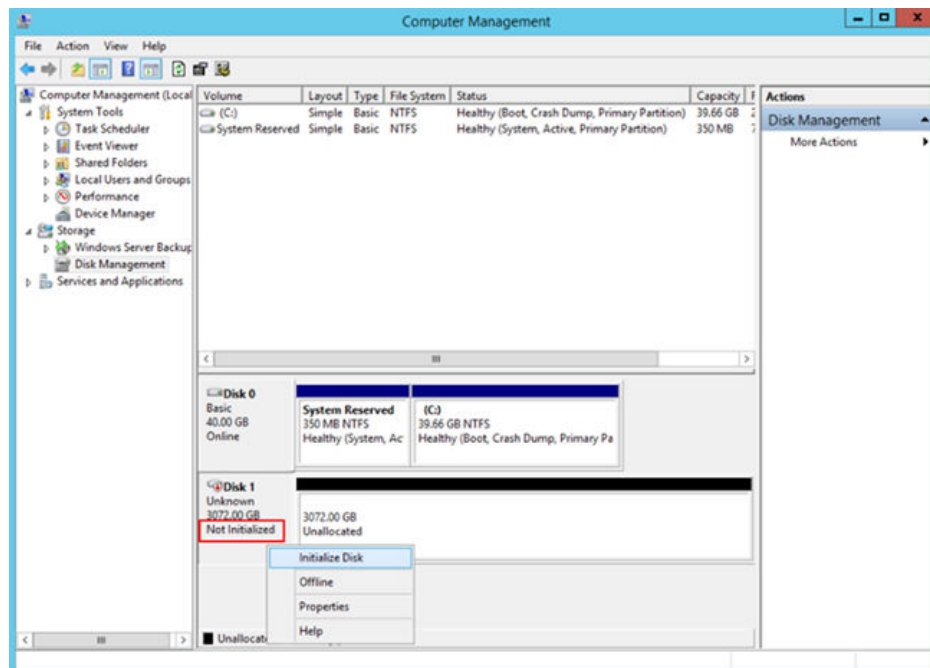 Computer Management
File Action View Help
Computer Management (Local
System Tools
Task Scheduler
Event Viewer
Shared Folders
Local Users and Groups
Performance
Device Manager
Storage
Windows Server Backup
Disk Management
Services and Applications
Volume Layout Type File System Status Capacity F
(C:) Simple Basic NTFS Healthy (Boot, Crash Dump, Primary Partition) 39.66 GB
System Reserved Simple Basic NTFS Healthy (System, Active, Primary Partition) 350 MB
Actions
Disk Management
More Actions
Disk 0
Basic
40.00 GB
Online
System Reserved
350 MB NTFS
Healthy (System, Ac
(C:)
39.66 GB NTFS
Healthy (Boot, Crash Dump, Primary Pa
Disk 1
Unknown
3072.00 GB
Not Initialized
3072.00 GB
Unallocated
Initialize Disk
Offline
Properties
Help
Unallocat